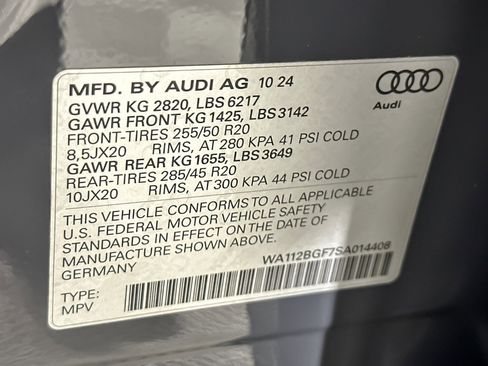 MFD. BY AUDI AG 10 24
GVWR KG 2820, LBS 6217
GAWR FRONT KG 1425, LBS 3142
FRONT-TIRES 255/50 R20
8,5JX20 RIMS, AT 280 KPA 41 PSI COLD
GAWR REAR KG 1655, LBS 3649
REAR-TIRES 285/45 R20
10JX20 RIMS, AT 300 KPA 44 PSI COLD
THIS VEHICLE CONFORMS TO ALL APPLICABLE
U.S. FEDERAL MOTOR VEHICLE SAFETY
STANDARDS IN EFFECT ON THE DATE OF
MANUFACTURE SHOWN ABOVE.
GERMANY
WA112BGF7SA014408
TYPE:
MPV
Audi